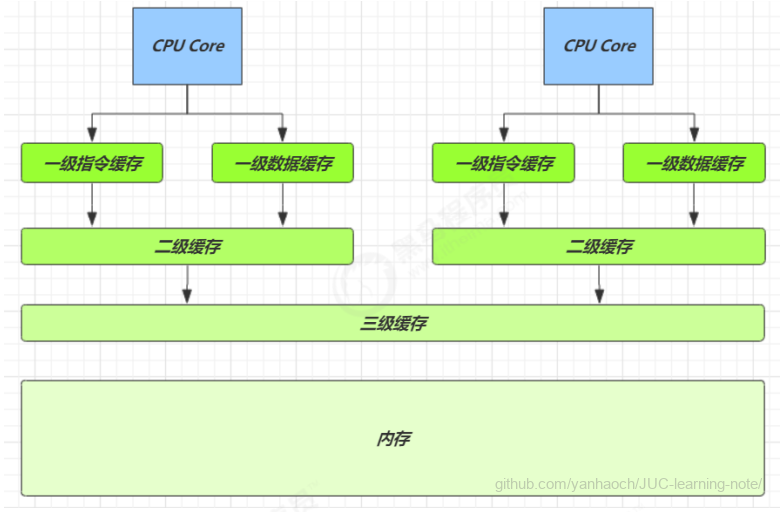 CPU Core
CPU Core
一级指令缓存
一级数据缓存
一级指令缓存
一级数据缓存
二级缓存
二级缓存
三级缓存
内存
github.com/yanhaoch/JUC-learning-note/